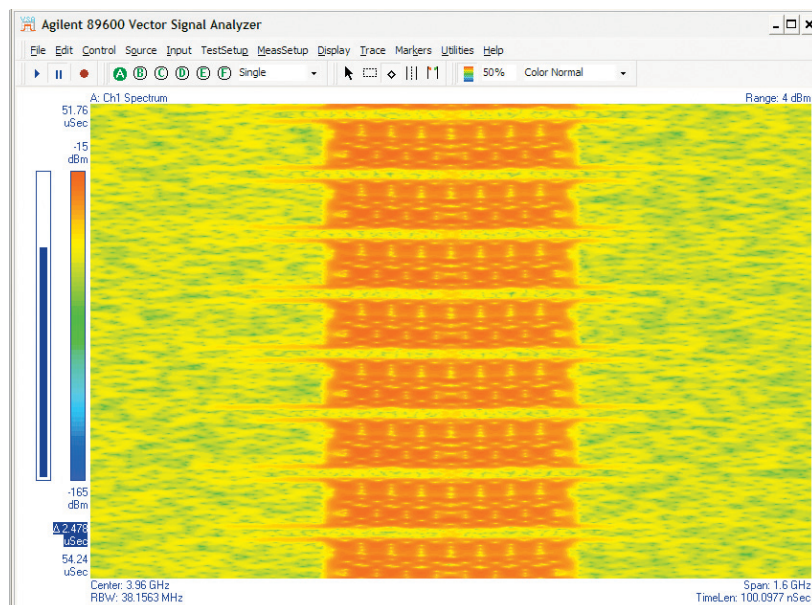 Agilent 89600 Vector Signal Analyzer
File Edit Control Source Input TestSetup MeasSetup Display Trace Markers Utilities Help
A B C D E F Single 50% Color Normal
A: Ch1 Spectrum Range: 4 dBm
51.76
uSec
-15
dBm
-165
dBm
Δ 2.478
uSec
54.24
uSec
Center: 3.96 GHz Span: 1.6 GHz
RBW: 38.1563 MHz TimeLen: 100.0977 nSec